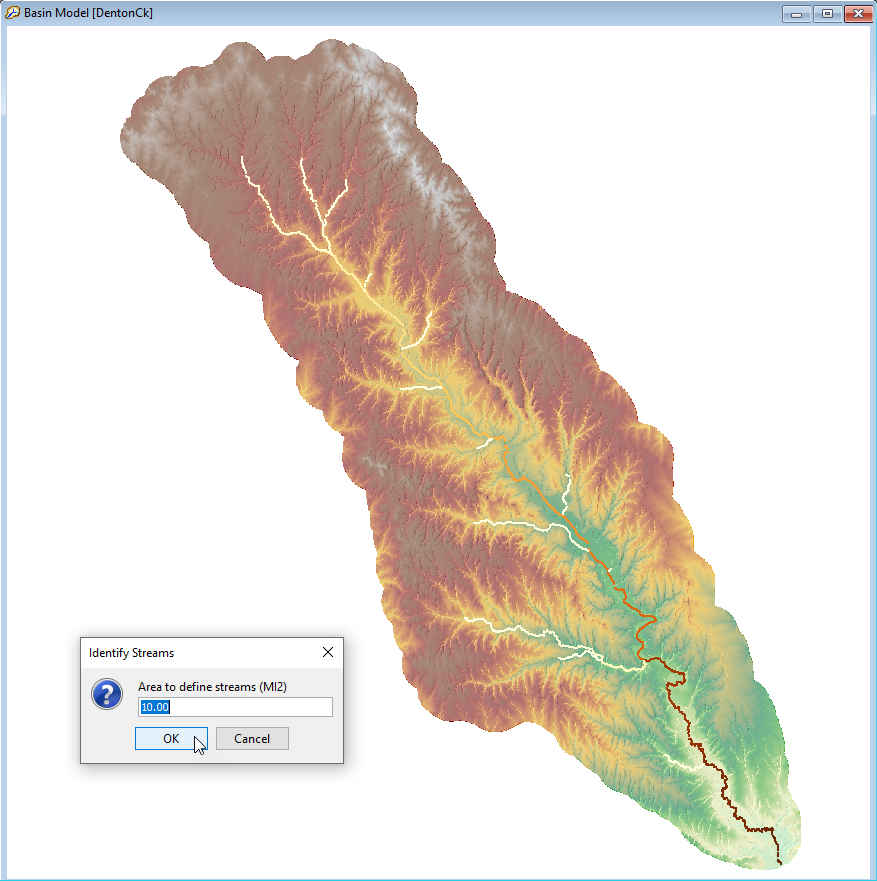 Basin Model [DentonCk]
Identify Streams
Area to define streams (MI2)
10.00
OK
Cancel